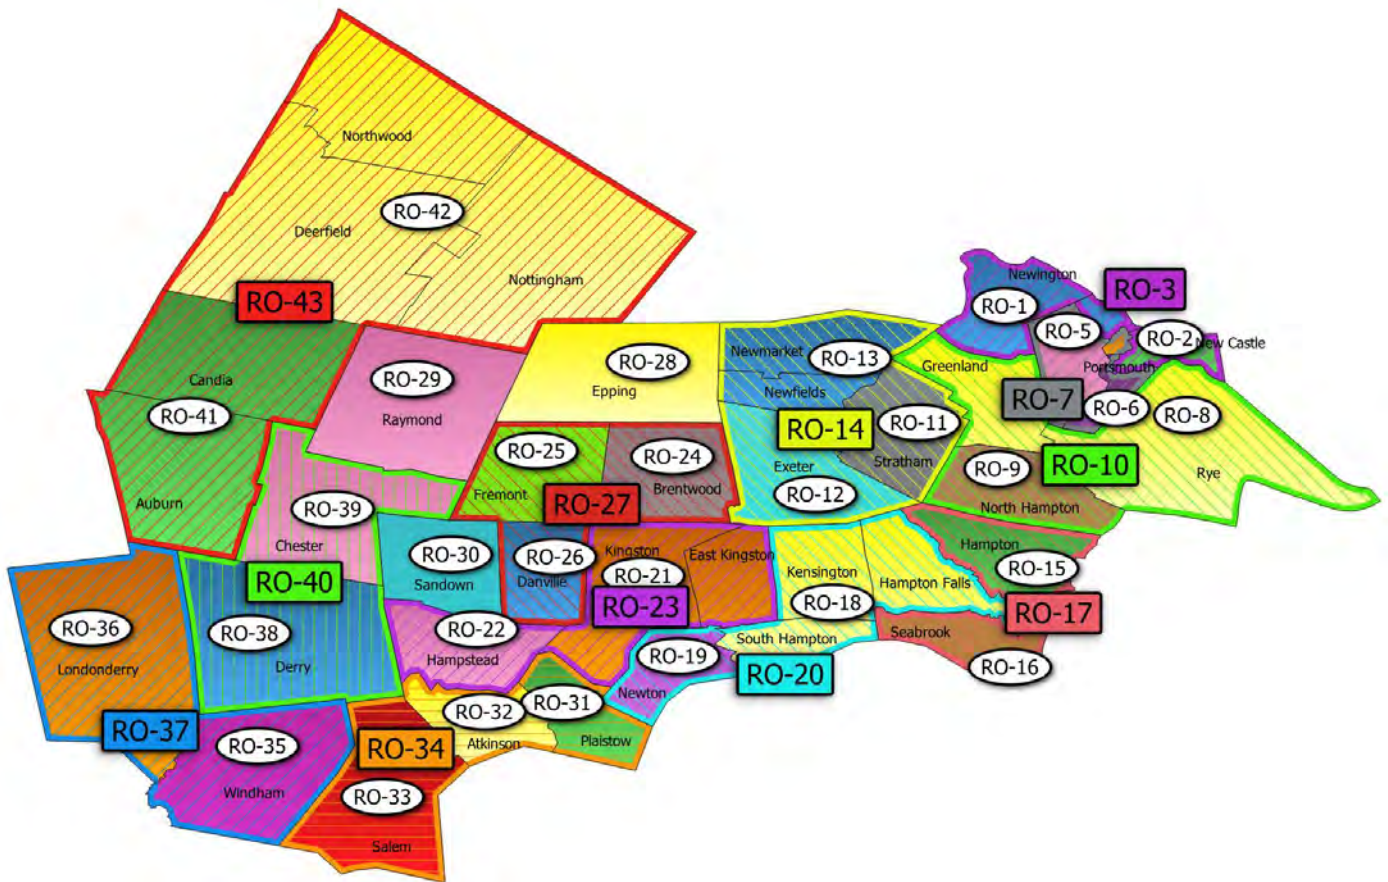 Northwood
RO-42
Deerfield
Nottingham
RO-43
Newington
RO-3
RO-1
RO-5
RO-2
New Castle
Portsmouth
Newmarket
RO-13
Greenland
RO-28
Epping
RO-29
Raymond
Candia
RO-41
Auburn
Newfields
RO-7
RO-6
RO-8
RO-14
RO-11
Stratham
Exeter
RO-12
RO-9
RO-10
Rye
North Hampton
RO-25
Fremont
RO-24
Brentwood
RO-27
RO-39
Chester
RO-40
RO-30
Sandown
RO-26
Danville
Kingston
RO-21
East Kingston
RO-23
Kensington
RO-18
Hampton Falls
Hampton
RO-15
RO-17
Seabrook
RO-16
RO-36
Londonderry
RO-38
Derry
RO-22
Hampstead
RO-19
Newton
South Hampton
RO-20
RO-37
RO-35
Windham
RO-34
RO-32
Atkinson
RO-31
Plaistow
RO-33
Salem